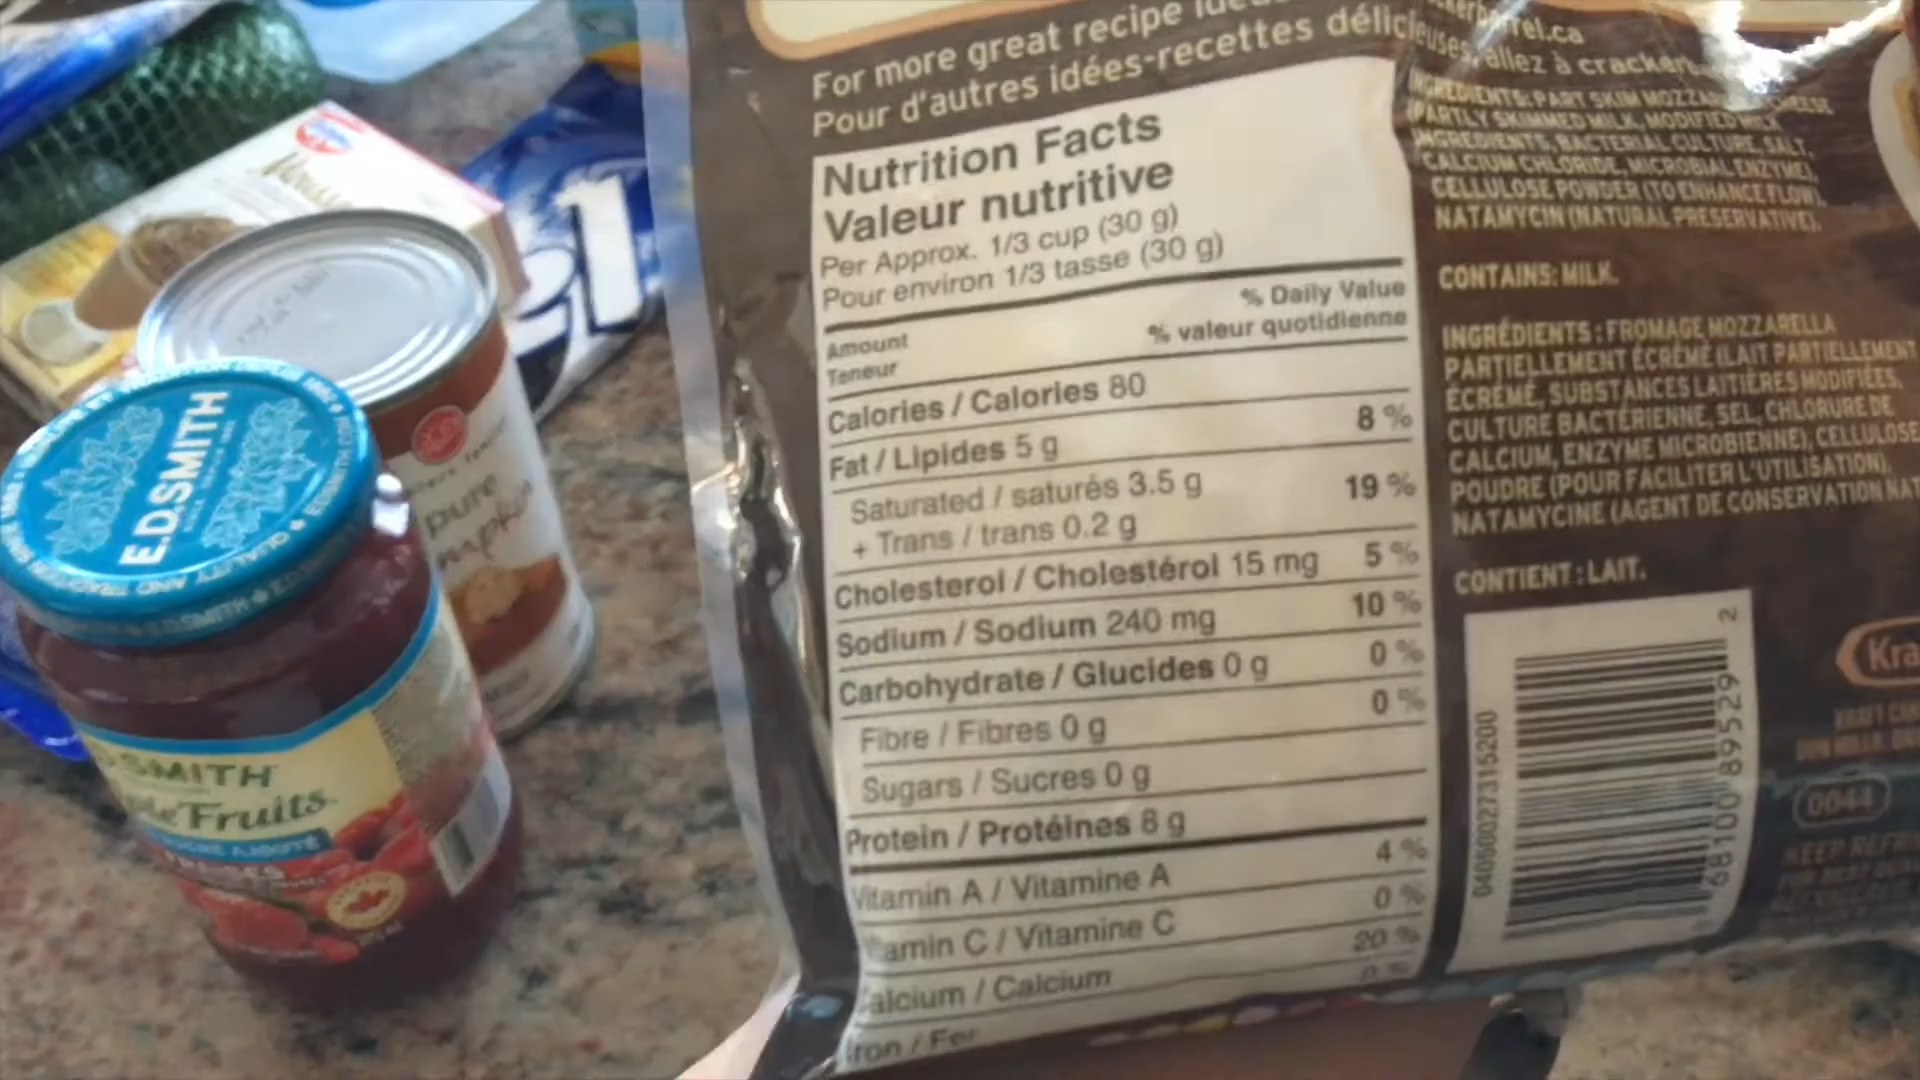 For more great recipe
Pour d'autres idées-recettes délicieuses, allez à
Nutrition Facts
Valeur nutritive
Per Approx. 1/3 cup (30 g)
Pour environ 1/3 tasse (30 g)
% Daily Value
% valeur quotidienne
Amount
Teneur
Calories / Calories 80
Fat / Lipides 5 g 8 %
Saturated / saturés 3.5 g
+ Trans / trans 0.2 g 19 %
Cholesterol / Cholestérol 15 mg 5 %
Sodium / Sodium 240 mg 10 %
Carbohydrate / Glucides 0 g 0 %
Fibre / Fibres 0 g 0 %
Sugars / Sucres 0 g
Protein / Protéines 8 g
Vitamin A / Vitamine A 4 %
Vitamine C 0 %
/ Calcium 20 %
Iron / Fer
INGREDIENTS: PART SKIM
PARTLY SKIMMED MILK, MODIFIED MILK
INGREDIENTS, BACTERIAL CULTURE, SALT,
CALCIUM CHLORIDE, MICROBIAL ENZYME),
CELLULOSE POWDER (TO ENHANCE FLOW),
NATAMYCIN (NATURAL PRESERVATIVE).
CONTAINS: MILK.
INGRÉDIENTS : FROMAGE MOZZARELLA
PARTIELLEMENT ÉCRÉMÉ (LAIT PARTIELLEMENT
ÉCRÉMÉ, SUBSTANCES LAITIÈRES MODIFIÉES,
CULTURE BACTÉRIENNE, SEL, CHLORURE DE
CALCIUM, ENZYME MICROBIENNE), CELLULOSE
POUDRE (POUR FACILITER L'UTILISATION),
NATAMYCINE (AGENT DE CONSERVATION NAT
CONTIENT : LAIT.
0044
E.D.SMITH
QUALITY AND
SMITH
Fruits
pure